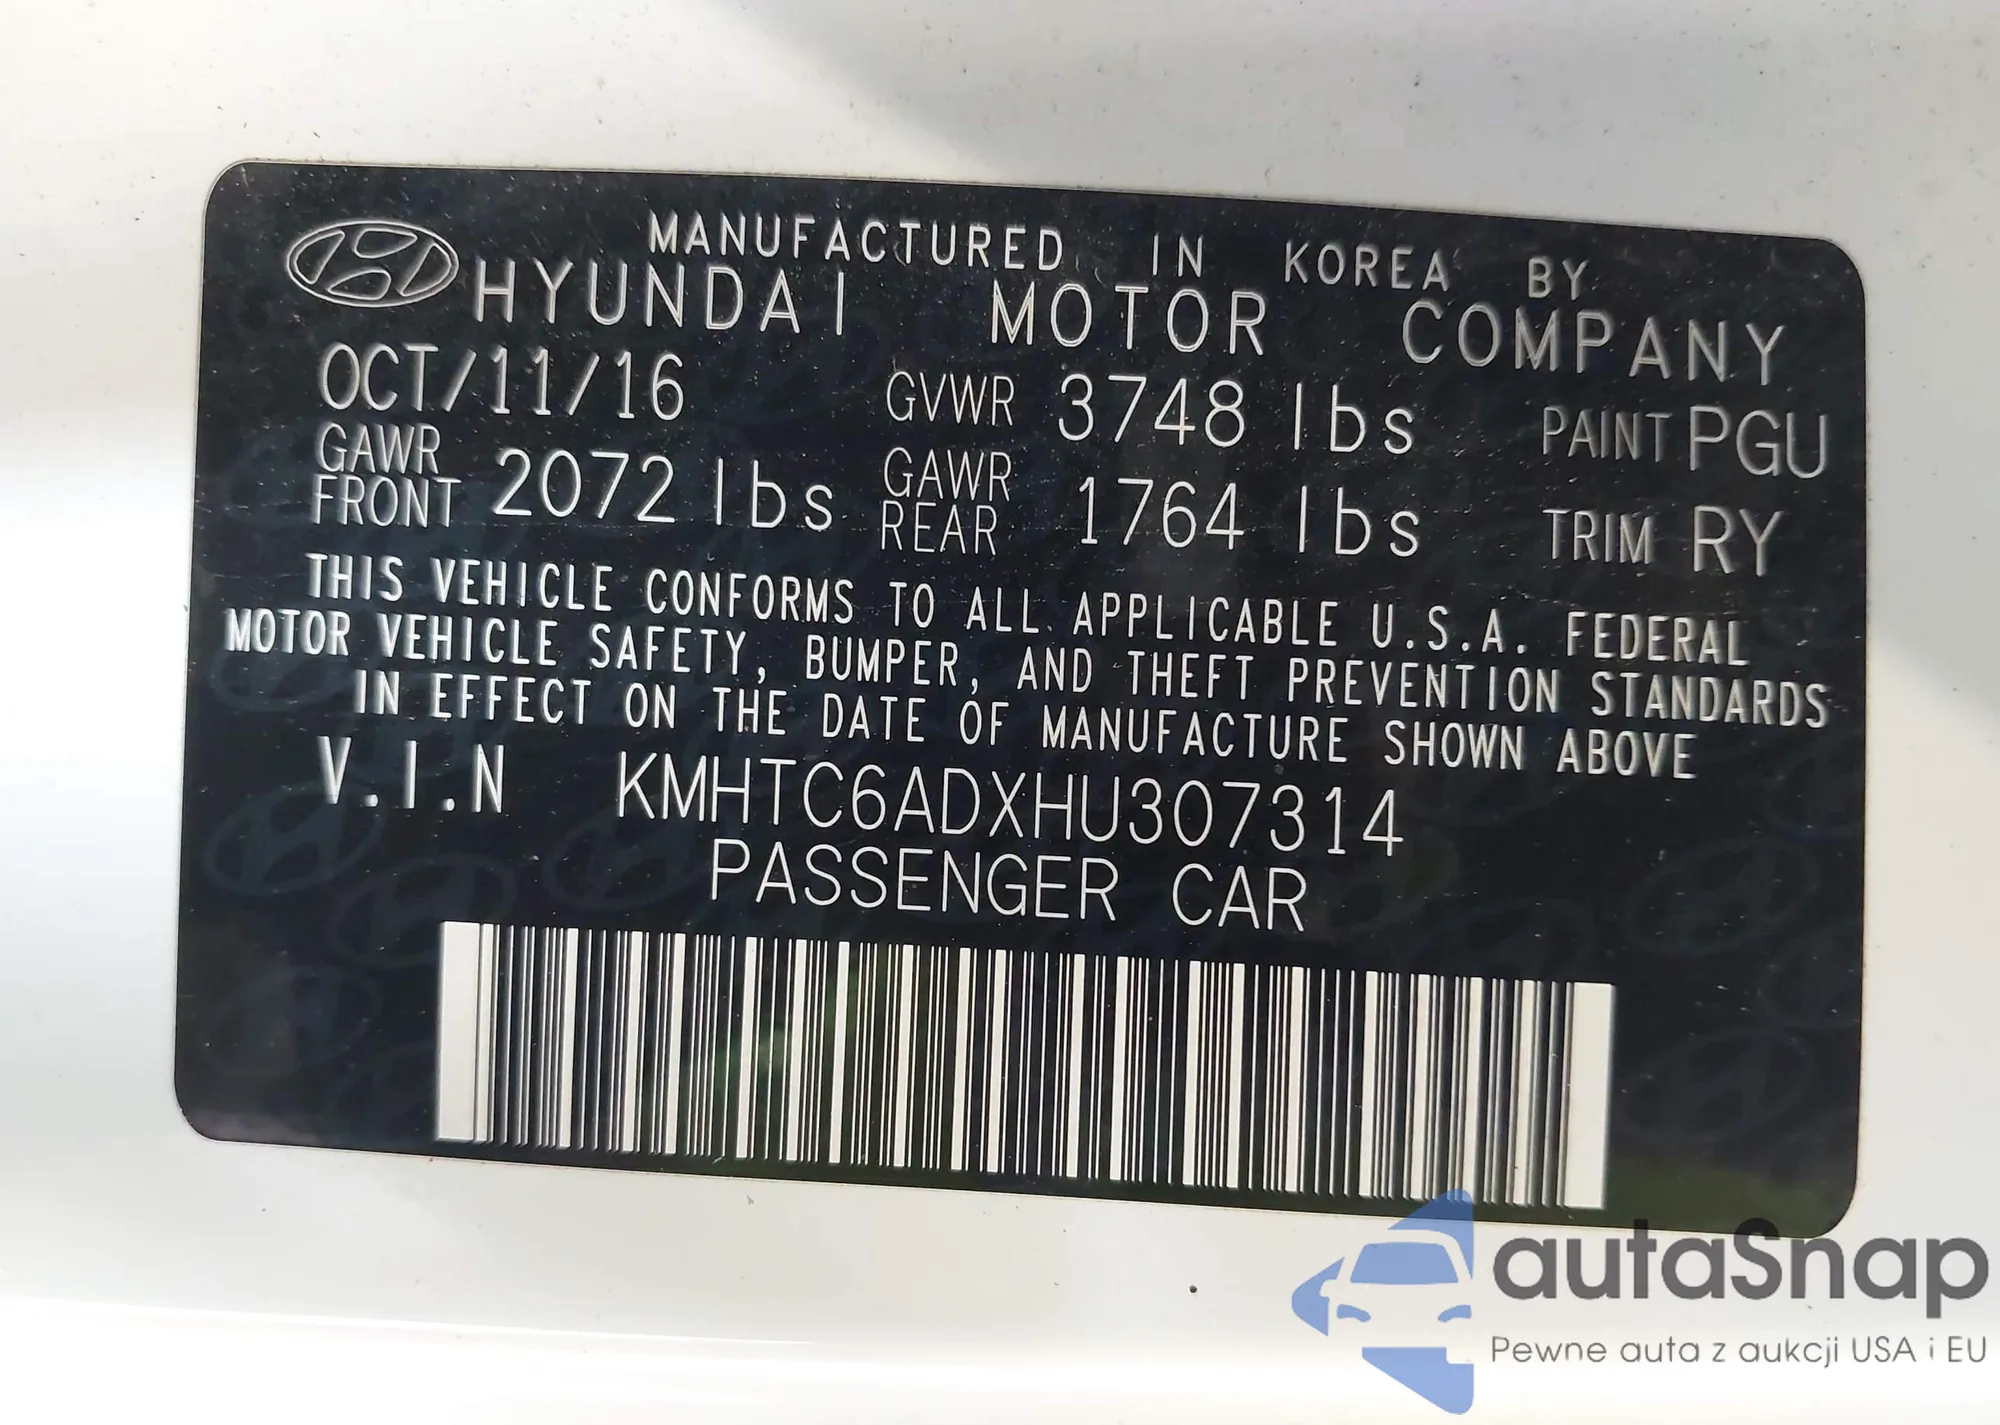 MANUFACTURED IN KOREA BY
HYUNDAI MOTOR COMPANY
OCT/11/16 GVWR 3748 lbs PAINT PGU
GAWR FRONT 2072 lbs GAWR REAR 1764 lbs TRIM RY
THIS VEHICLE CONFORMS TO ALL APPLICABLE U.S.A. FEDERAL
MOTOR VEHICLE SAFETY, BUMPER, AND THEFT PREVENTION STANDARDS
IN EFFECT ON THE DATE OF MANUFACTURE SHOWN ABOVE
V.I.N KMHTC6ADXHU307314
PASSENGER CAR
autaSnap
Pewne auta z aukcji USA i EU